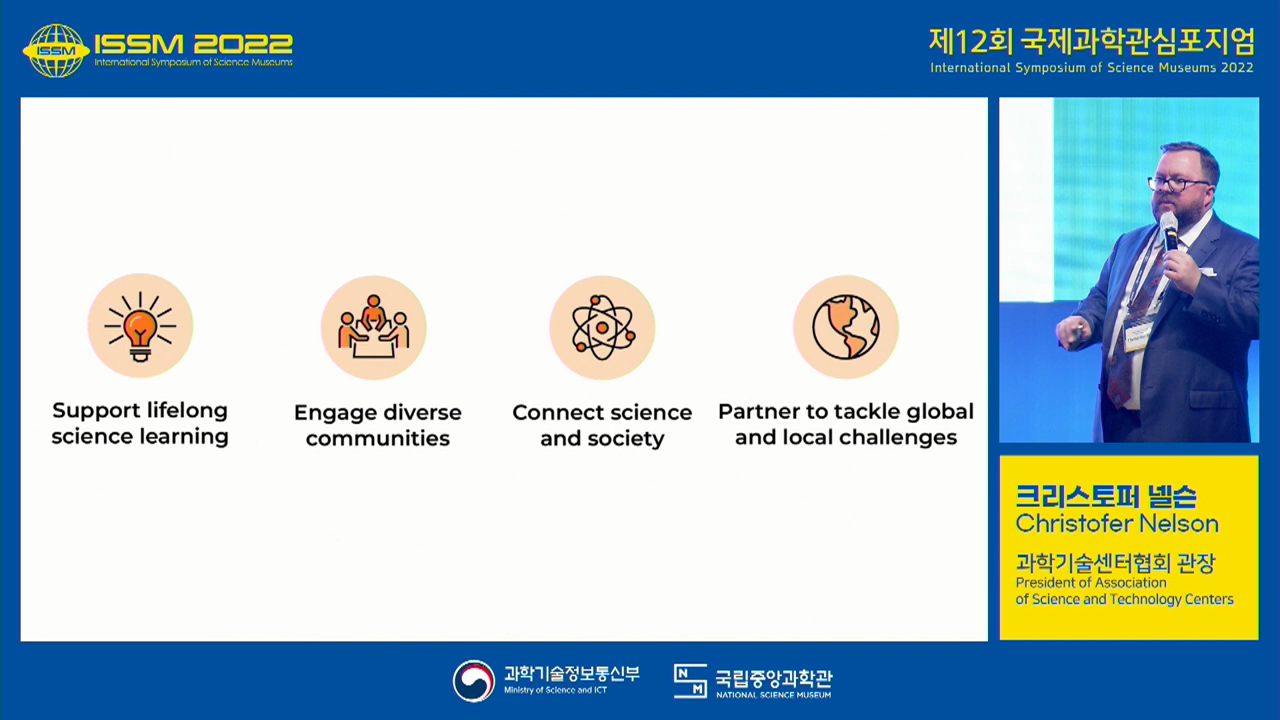 ISSM
ISSM 2022
International Symposium of Science Museums
제12회 국제과학관심포지엄
International Symposium of Science Museums 2022
Support lifelong
science learning
Engage diverse
communities
Connect science
and society
Partner to tackle global
and local challenges
크리스토퍼 넬슨
Christofer Nelson
과학기술센터협회 관장
President of Association
of Science and Technology Centers
과학기술정보통신부
Ministry of Science and ICT
NSM
국립중앙과학관
NATIONAL SCIENCE MUSEUM